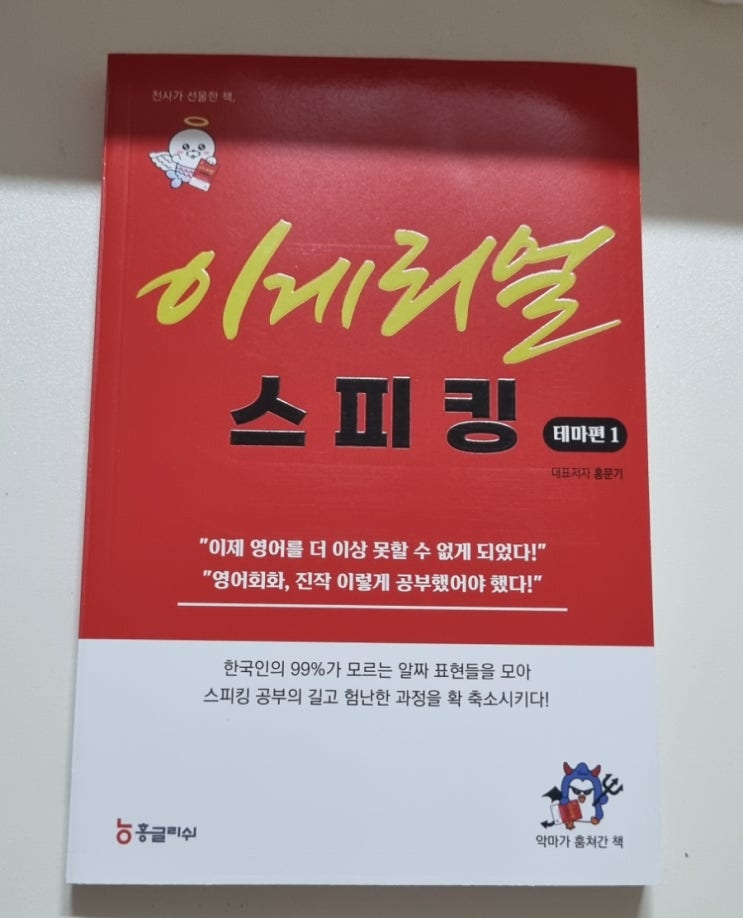 천사가 선물한 책,
이게리얼
스피킹
테마편 1
대표저자 홍문기
"이제 영어를 더 이상 못할 수 없게 되었다!"
"영어회화, 진작 이렇게 공부했어야 했다!"
한국인의 99%가 모르는 알짜 표현들을 모아
스피킹 공부의 길고 험난한 과정을 확 축소시키다!
홍글리쉬
악마가 훔쳐간 책